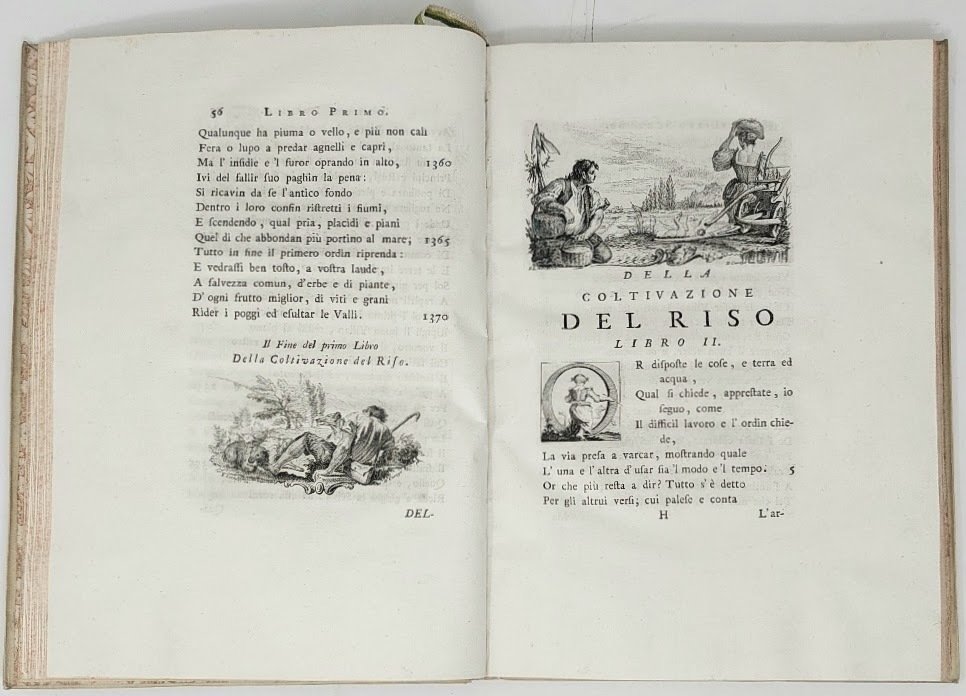 56 LIBRO PRIMO.
Qualunque ha piuma o vello, e più non cali
Fera o lupo a predar agnelli e capri,
Ma l' insidie e 'l furor oprando in alto, 1360
Ivi del fallir suo paghin la pena:
Si ricavin da se l'antico fondo
Dentro i loro confin ristretti i fiumi,
E scendendo, qual pria, placidi e piani
Quel di che abbondan più portino al mare; 1365
Tutto in fine il primero ordin riprenda:
E vedrassi ben tosto, a vostra laude,
A salvezza comun, d'erbe e di piante,
D' ogni frutto miglior, di viti e grani
Rider i poggi ed esultar le Valli. 1370
Il Fine del primo Libro
Della Coltivazione del Riso.
DEL-
DELLA
COLTIVAZIONE
DEL RISO
LIBRO II.
OR disposte le cose, e terra ed
acqua,
Qual si chiede, apprestate, io
seguo, come
Il difficil lavoro e l' ordin chie-
de,
La via presa a varcar, mostrando quale
L' una e l'altra d'usar sia 'l modo e 'l tempo. 5
Or che più resta a dir? Tutto s'è detto
Per gli altrui versi; cui palese e conta
H L'ar-